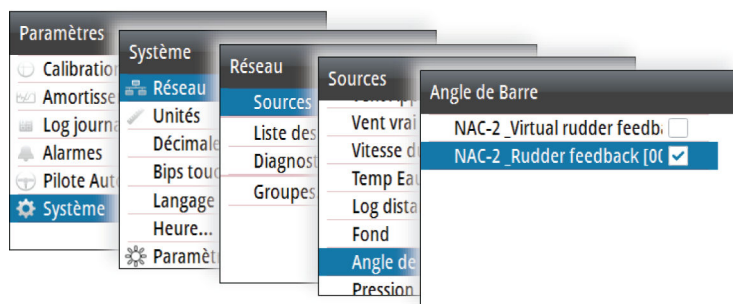 Paramètres
Calibration
Amortisse
Log journa
Alarmes
Pilote Aut
Système
Système
Réseau
Unités
Décimale
Bips touc
Langage
Heure...
Paramèt
Réseau
Sources
Liste des
Diagnost
Groupes
Sources
Vent vrai
Vitesse d
Temp Eau
Log dista
Fond
Angle de
Pression
Angle de Barre
NAC-2 _Virtual rudder feedba
NAC-2 _Rudder feedback [00